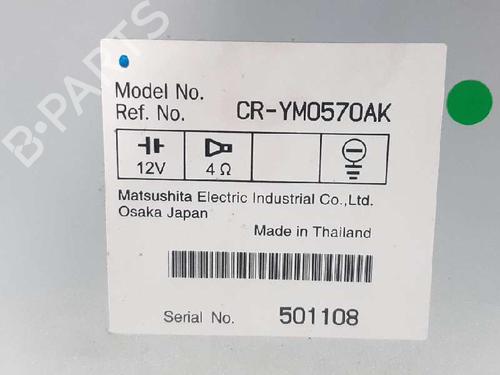 B-PARTS
Model No.
Ref. No. CR-YM0570AK
12V 4 Ω
Matsushita Electric Industrial Co.,Ltd.
Osaka Japan
Made in Thailand
Serial No. 501108